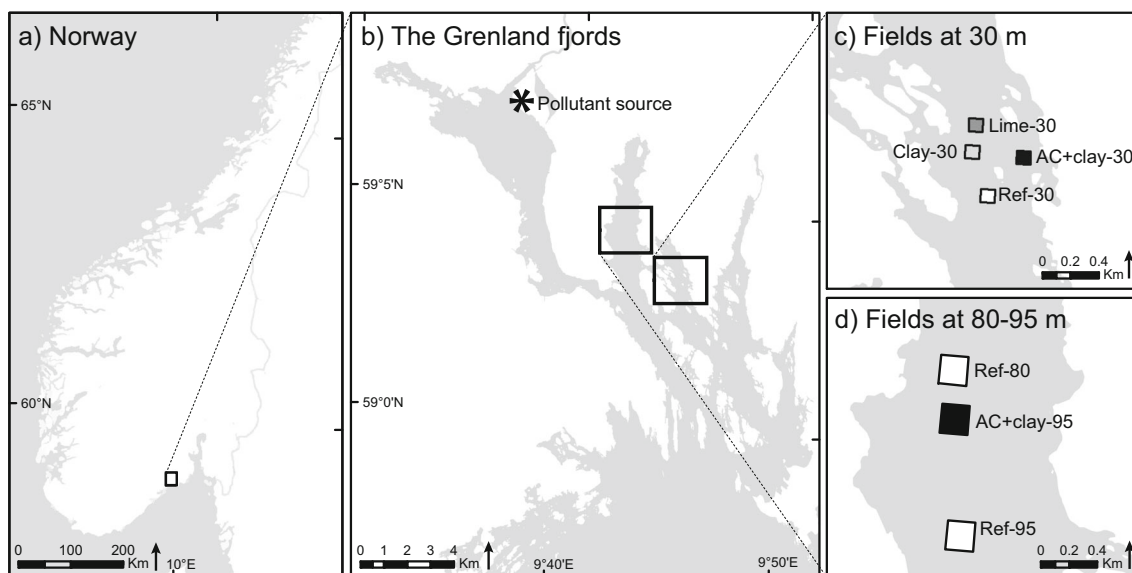 a) Norway
65°N
60°N
0 100 200
Km
10°E
b) The Grenland fjords
Pollutant source
59°5'N
59°0'N
0 1 2 3 4
Km
9°40'E
9°50'E
c) Fields at 30 m
Lime-30
Clay-30
AC+clay-30
Ref-30
0 0.2 0.4
Km
d) Fields at 80-95 m
Ref-80
AC+clay-95
Ref-95
0 0.2 0.4
Km